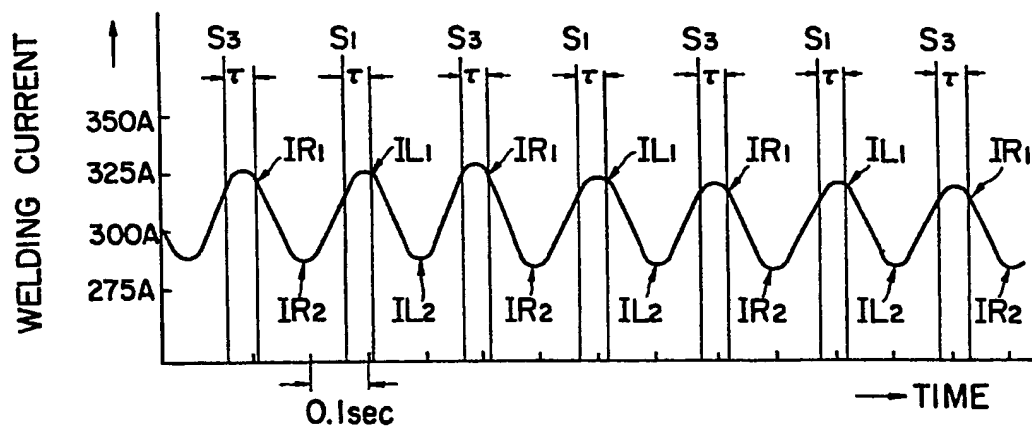 WELDING CURRENT
S3 S1 S3 S1 S3 S1 S3
τ τ τ τ τ τ τ
350A
325A
300A
275A
IR1 IL1 IR1 IL1 IR1 IL1 IR1
IR2 IL2 IR2 IL2 IR2 IL2 IR2
0.1sec
TIME